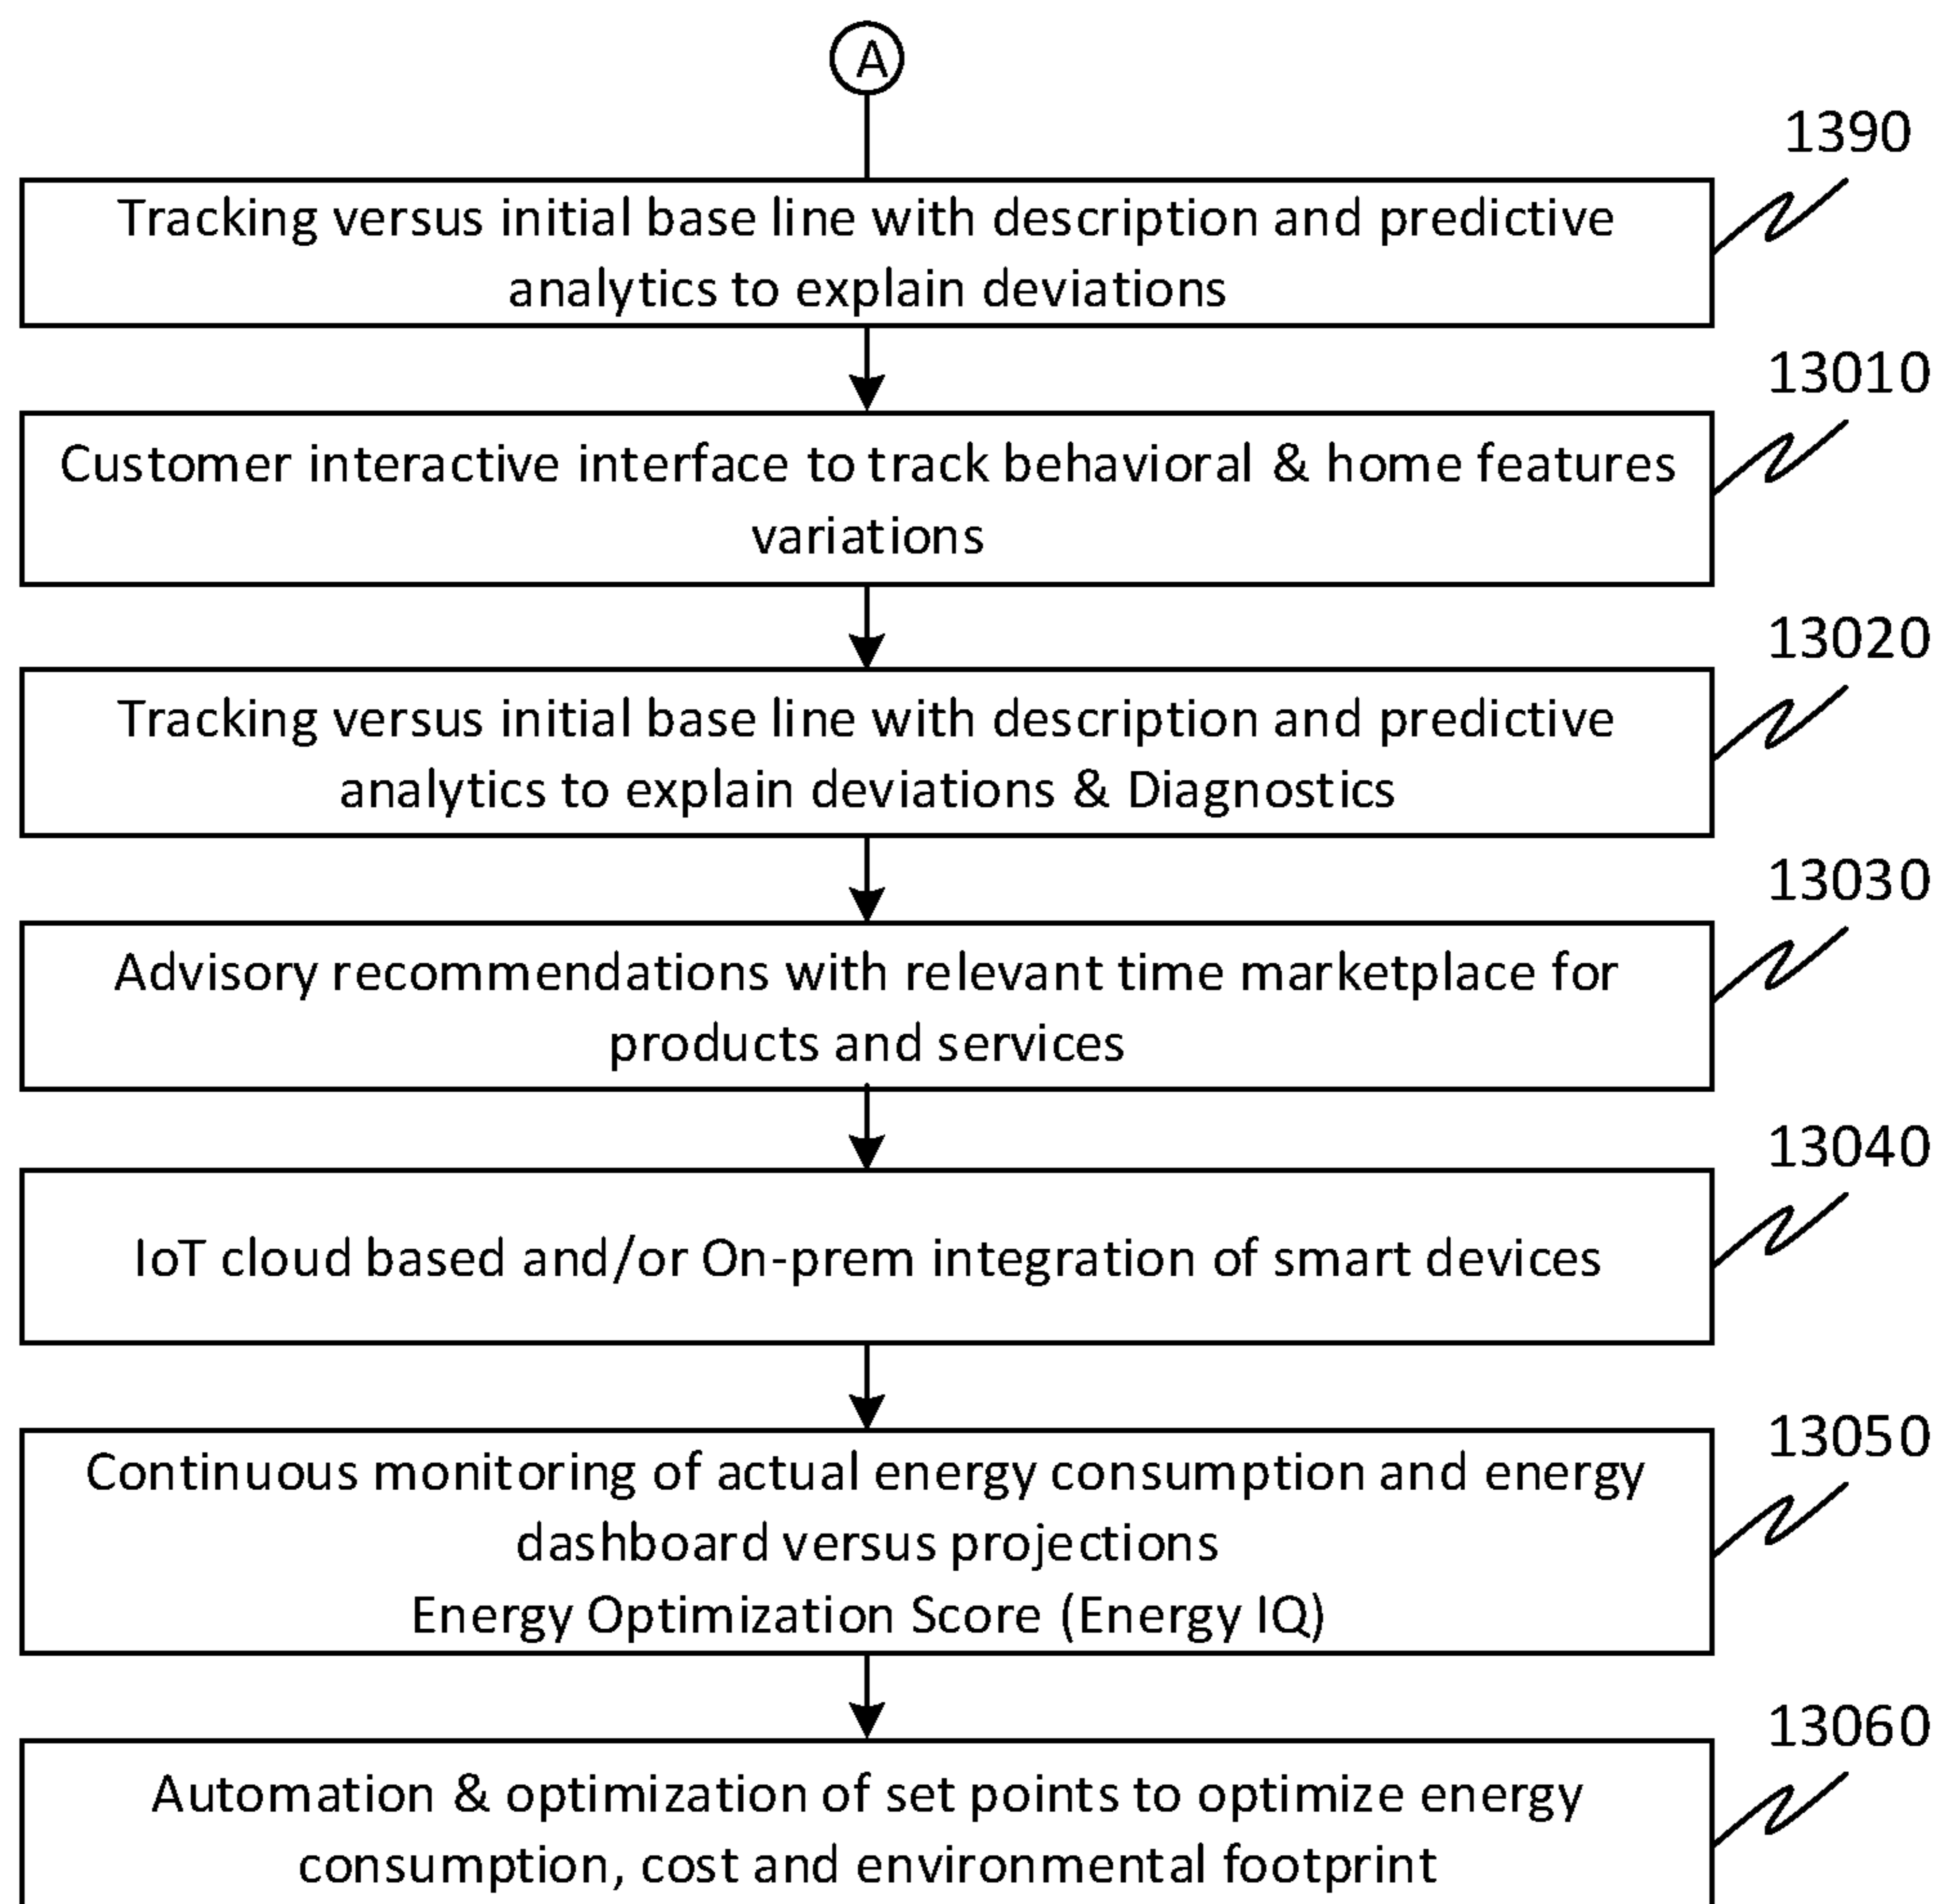 A
1390
Tracking versus initial base line with description and predictive
analytics to explain deviations
13010
Customer interactive interface to track behavioral & home features
variations
13020
Tracking versus initial base line with description and predictive
analytics to explain deviations & Diagnostics
13030
Advisory recommendations with relevant time marketplace for
products and services
13040
IoT cloud based and/or On-prem integration of smart devices
13050
Continuous monitoring of actual energy consumption and energy
dashboard versus projections
Energy Optimization Score (Energy IQ)
13060
Automation & optimization of set points to optimize energy
consumption, cost and environmental footprint